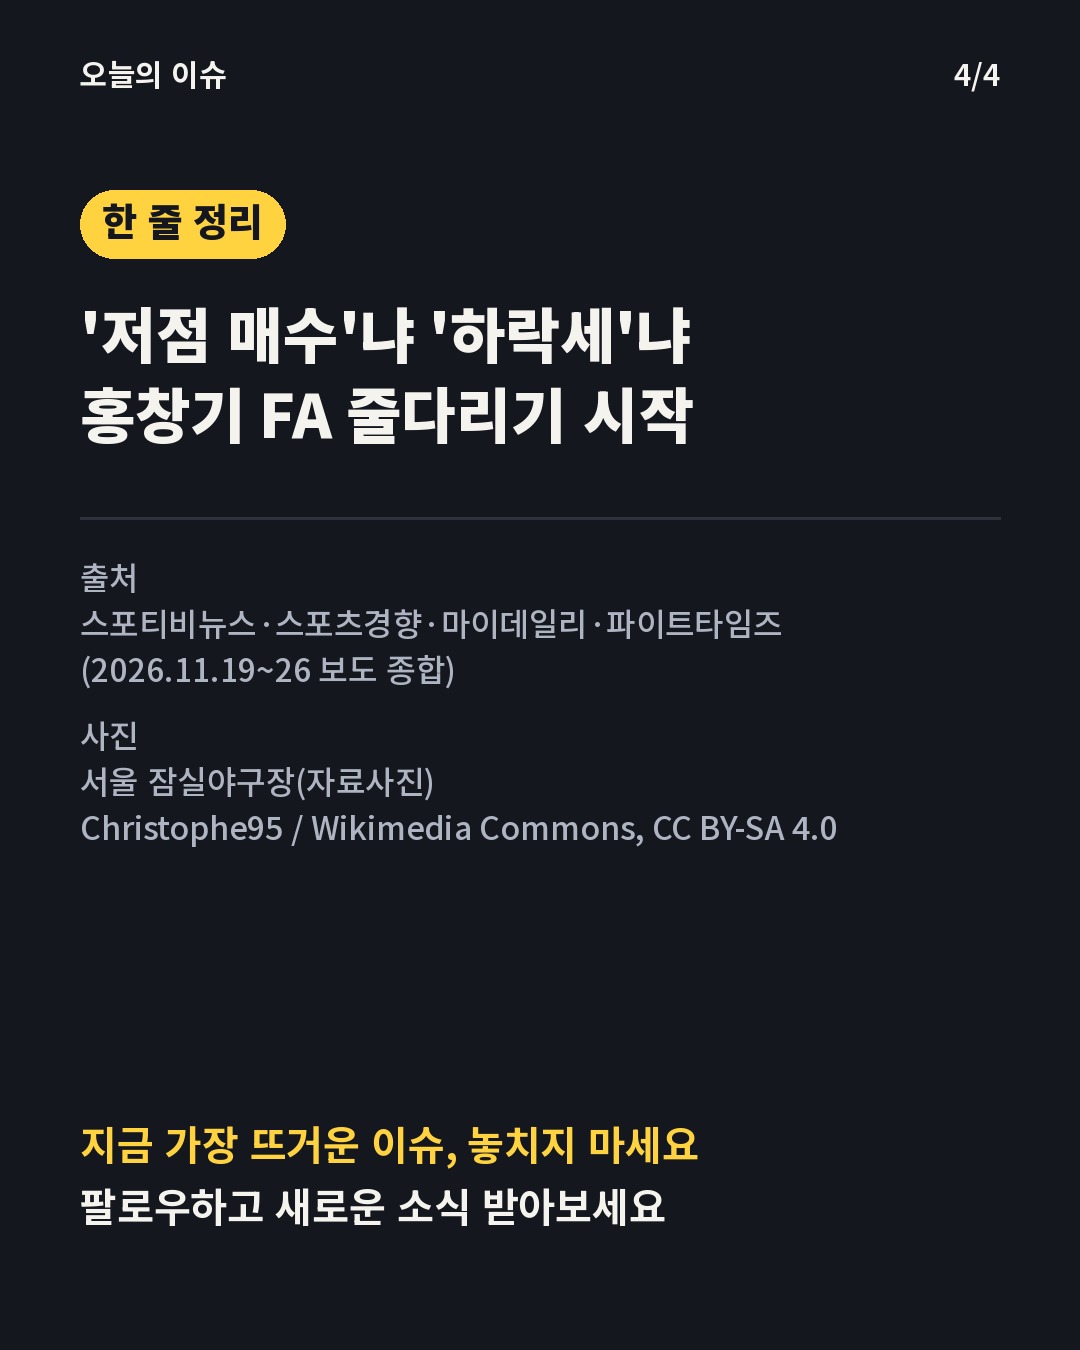 오늘의 이슈
4/4
한 줄 정리
'저점 매수'냐 '하락세'냐
홍창기 FA 줄다리기 시작
출처
스포티비뉴스·스포츠경향·마이데일리·파이트타임즈
(2026.11.19~26 보도 종합)
사진
서울 잠실야구장(자료사진)
Christophe95 / Wikimedia Commons, CC BY-SA 4.0
지금 가장 뜨거운 이슈, 놓치지 마세요
팔로우하고 새로운 소식 받아보세요